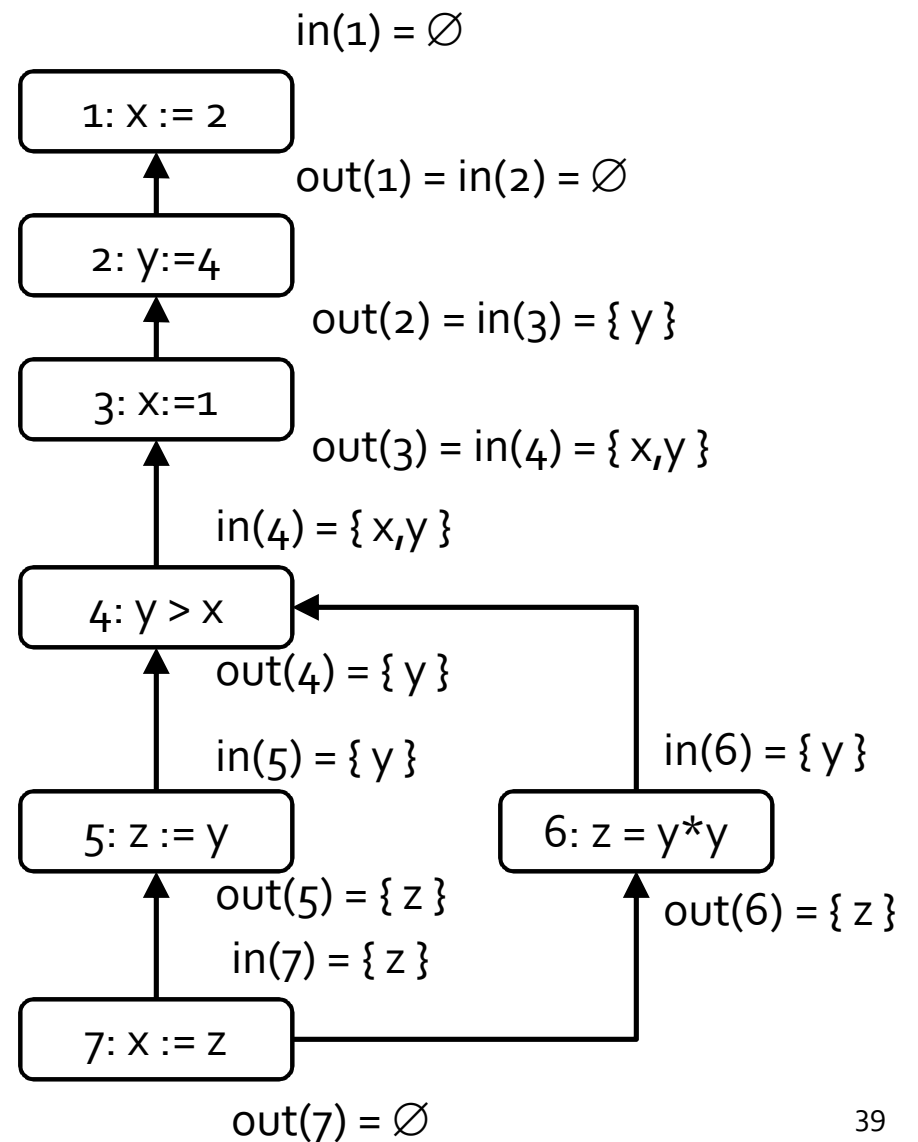 in(1) = ∅
1: x := 2
out(1) = in(2) = ∅
2: y:=4
out(2) = in(3) = { y }
3: x:=1
out(3) = in(4) = { x,y }
in(4) = { x,y }
4: y > x
out(4) = { y }
in(5) = { y }
in(6) = { y }
5: z := y
6: z = y*y
out(5) = { z }
out(6) = { z }
in(7) = { z }
7: x := z
out(7) = ∅
39